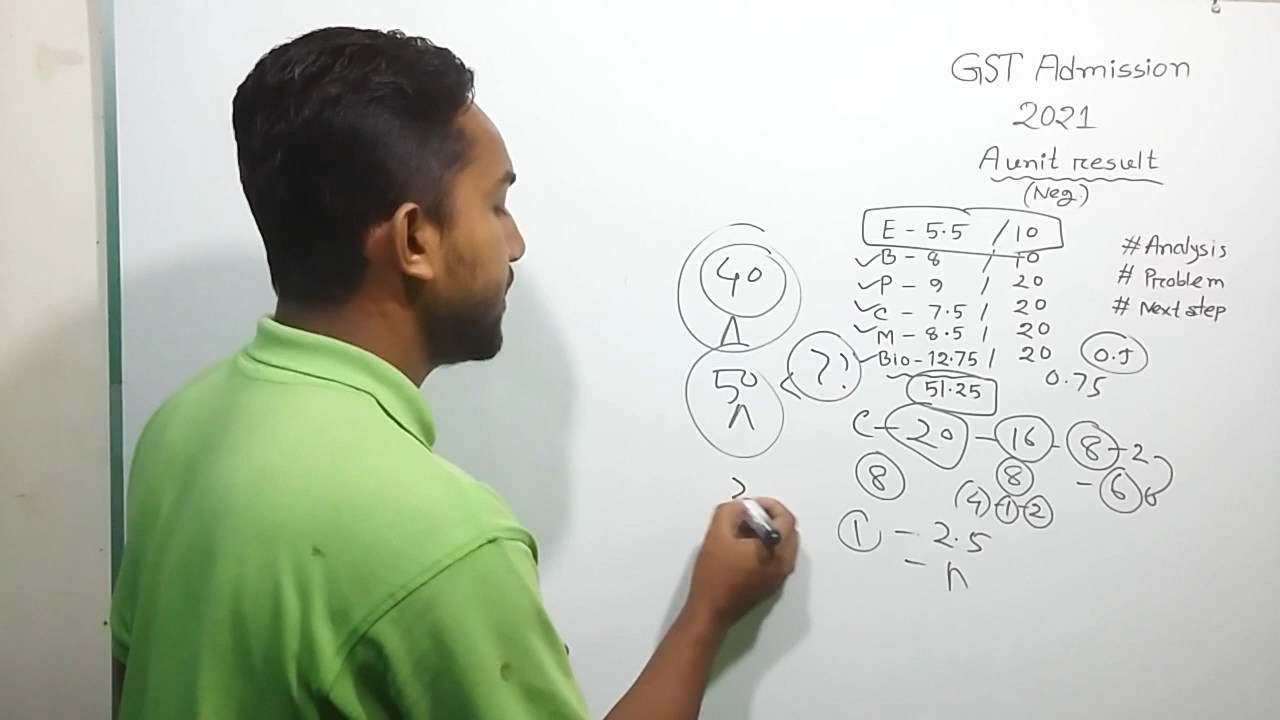 GST Admission
2021
A unit result
(Neg.)
E - 5.5 / 10
B - 8 / 10
P - 9 / 20
C - 7.5 / 20
M - 8.5 / 20
Bio - 12.75 / 20
51.25
# Analysis
# Problem
# Next step
0.5
0.75
40
A
50
n
??
C - 20 - 16 - 8 - 2
8 8 - 6
(4) -1 -2
1 - 2.5
- n